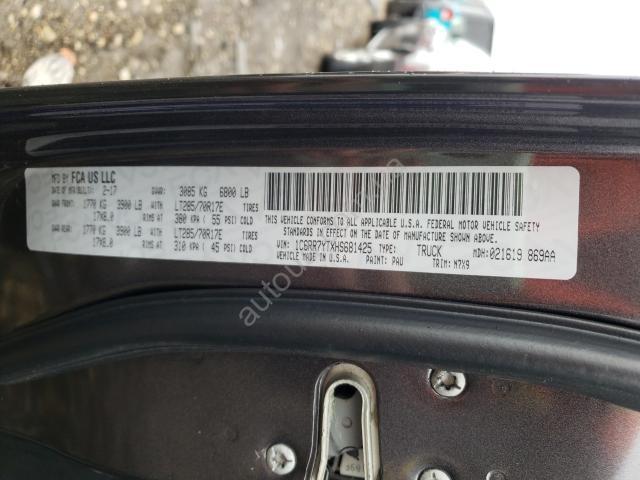 MFD BY FCA US LLC
DATE OF MFR(BUILT): 2-17 GVWR: 3085 KG 6800 LB
FRONT: 1770 KG 3900 LB WITH LT285/70R17E TIRES
17X8.0 RIMS AT 380 KPA ( 55 PSI) COLD
1770 KG 3900 LB WITH LT285/70R17E TIRES
17X8.0 RIMS AT 310 KPA ( 45 PSI) COLD
THIS VEHICLE CONFORMS TO ALL APPLICABLE U.S.A. FEDERAL MOTOR VEHICLE SAFETY
STANDARDS IN EFFECT ON THE DATE OF MANUFACTURE SHOWN ABOVE.
VIN: 1C6RR7YTXHS681425 TYPE: TRUCK MDH:021619 869AA
VEHICLE MADE IN U.S.A. PAINT: PAU TRIM: N7X9